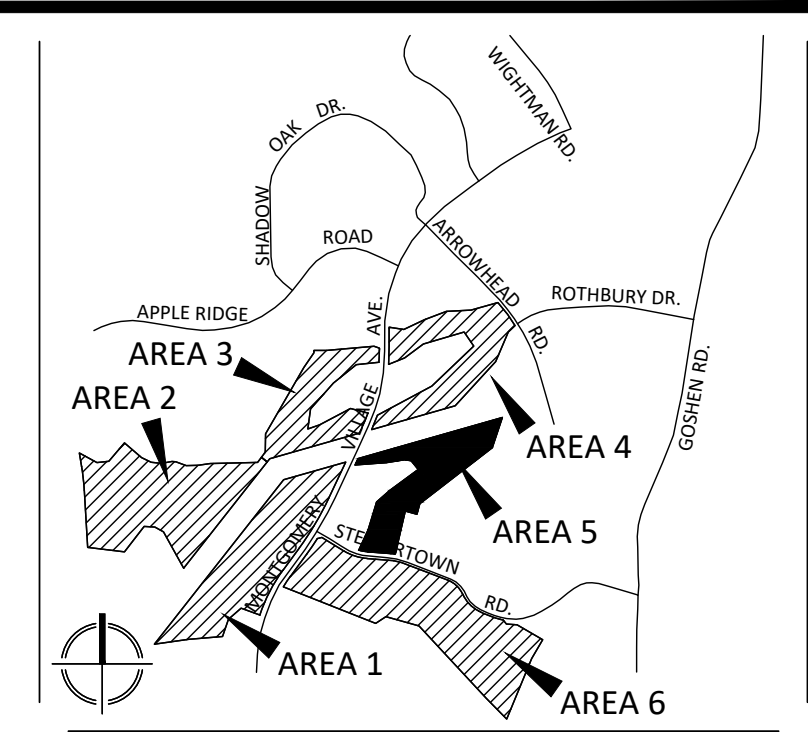 WIGHTMAN RD.
SHADOW OAK DR.
ROAD
ARROWHEAD RD.
ROTHBURY DR.
APPLE RIDGE
AVE.
AREA 3
AREA 2
VILLAGE
GOSHEN RD.
AREA 4
AREA 5
MONTGOMERY
RD.
AREA 1
AREA 6